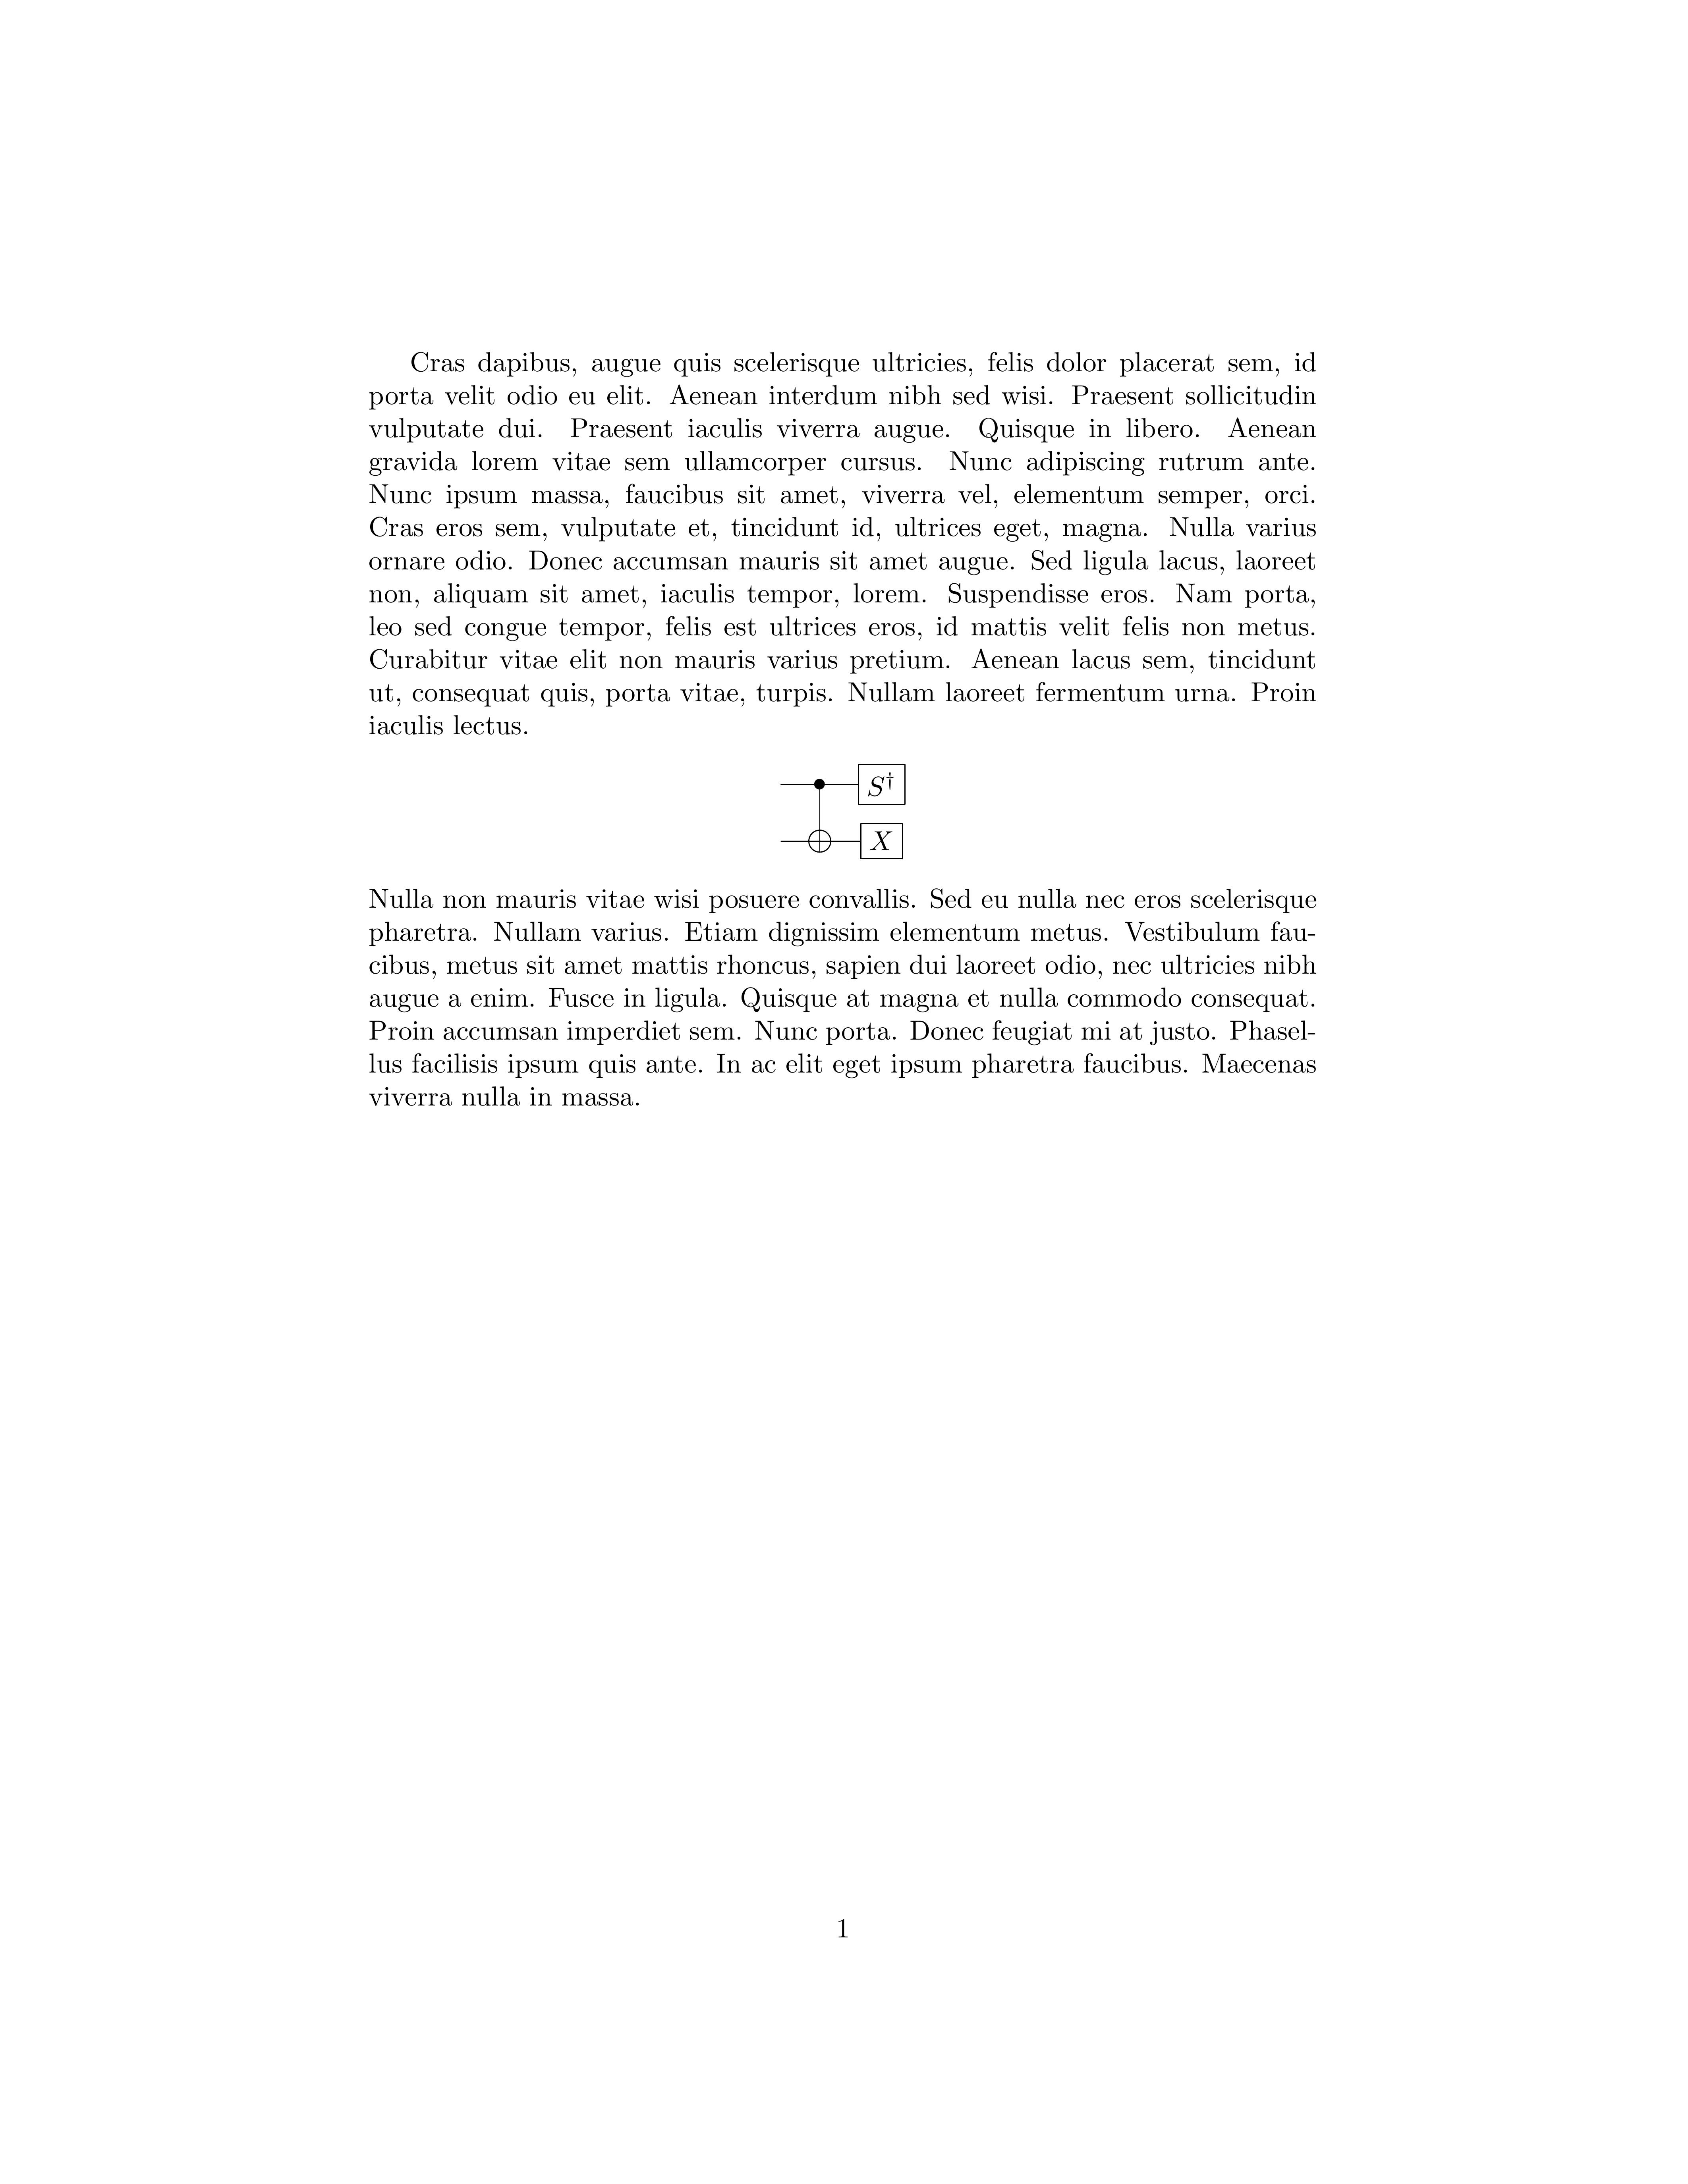 Cras dapibus, augue quis scelerisque ultricies, felis dolor placerat sem, id
porta velit odio eu elit. Aenean interdum nibh sed wisi. Praesent sollicitudin
vulputate dui. Praesent iaculis viverra augue. Quisque in libero. Aenean
gravida lorem vitae sem ullamcorper cursus. Nunc adipiscing rutrum ante.
Nunc ipsum massa, faucibus sit amet, viverra vel, elementum semper, orci.
Cras eros sem, vulputate et, tincidunt id, ultrices eget, magna. Nulla varius
ornare odio. Donec accumsan mauris sit amet augue. Sed ligula lacus, laoreet
non, aliquam sit amet, iaculis tempor, lorem. Suspendisse eros. Nam porta,
leo sed congue tempor, felis est ultrices eros, id mattis velit felis non metus.
Curabitur vitae elit non mauris varius pretium. Aenean lacus sem, tincidunt
ut, consequat quis, porta vitae, turpis. Nullam laoreet fermentum urna. Proin
iaculis lectus.
S†
X
Nulla non mauris vitae wisi posuere convallis. Sed eu nulla nec eros scelerisque
pharetra. Nullam varius. Etiam dignissim elementum metus. Vestibulum fau-
cibus, metus sit amet mattis rhoncus, sapien dui laoreet odio, nec ultricies nibh
augue a enim. Fusce in ligula. Quisque at magna et nulla commodo consequat.
Proin accumsan imperdiet sem. Nunc porta. Donec feugiat mi at justo. Phasel-
lus facilisis ipsum quis ante. In ac elit eget ipsum pharetra faucibus. Maecenas
viverra nulla in massa.
1